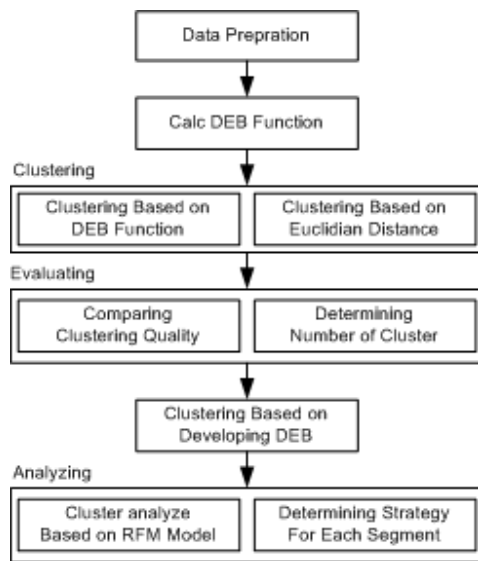 Data Prepration
Calc DEB Function
Clustering
Clustering Based on
DEB Function
Clustering Based on
Euclidian Distance
Evaluating
Comparing
Clustering Quality
Determining
Number of Cluster
Clustering Based on
Developing DEB
Analyzing
Cluster analyze
Based on RFM Model
Determining Strategy
For Each Segment